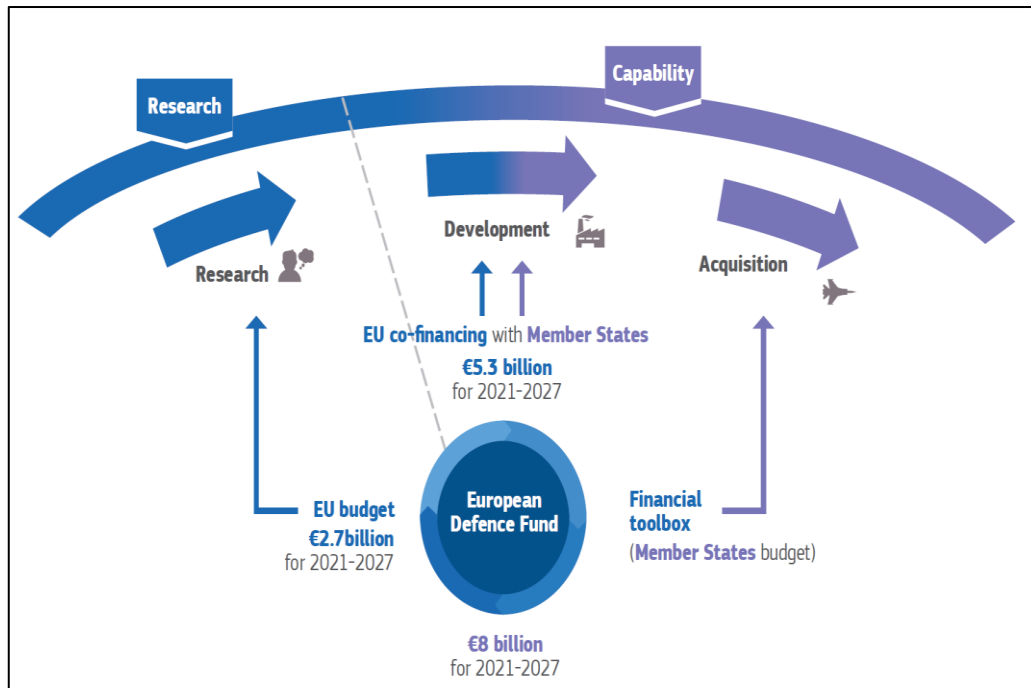 Research
Capability
Research
Development
Acquisition
EU co-financing with Member States
€5.3 billion
for 2021-2027
EU budget
€2.7billion
for 2021-2027
European
Defence Fund
Financial
toolbox
(Member States budget)
€8 billion
for 2021-2027